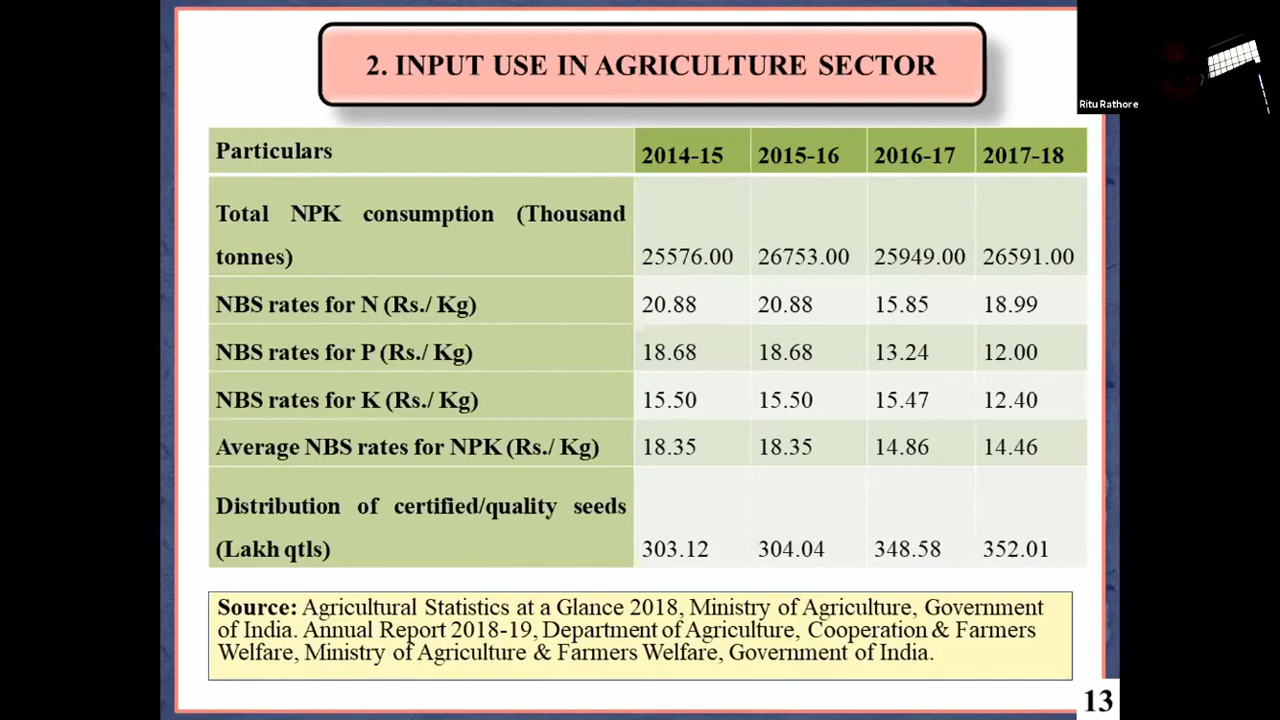 2. INPUT USE IN AGRICULTURE SECTOR
Ritu Rathore
Particulars 2014-15 2015-16 2016-17 2017-18
Total NPK consumption (Thousand
tonnes) 25576.00 26753.00 25949.00 26591.00
NBS rates for N (Rs./ Kg) 20.88 20.88 15.85 18.99
NBS rates for P (Rs./ Kg) 18.68 18.68 13.24 12.00
NBS rates for K (Rs./ Kg) 15.50 15.50 15.47 12.40
Average NBS rates for NPK (Rs./ Kg) 18.35 18.35 14.86 14.46
Distribution of certified/quality seeds
(Lakh qtls) 303.12 304.04 348.58 352.01
Source: Agricultural Statistics at a Glance 2018, Ministry of Agriculture, Government
of India. Annual Report 2018-19, Department of Agriculture, Cooperation & Farmers
Welfare, Ministry of Agriculture & Farmers Welfare, Government of India.
13